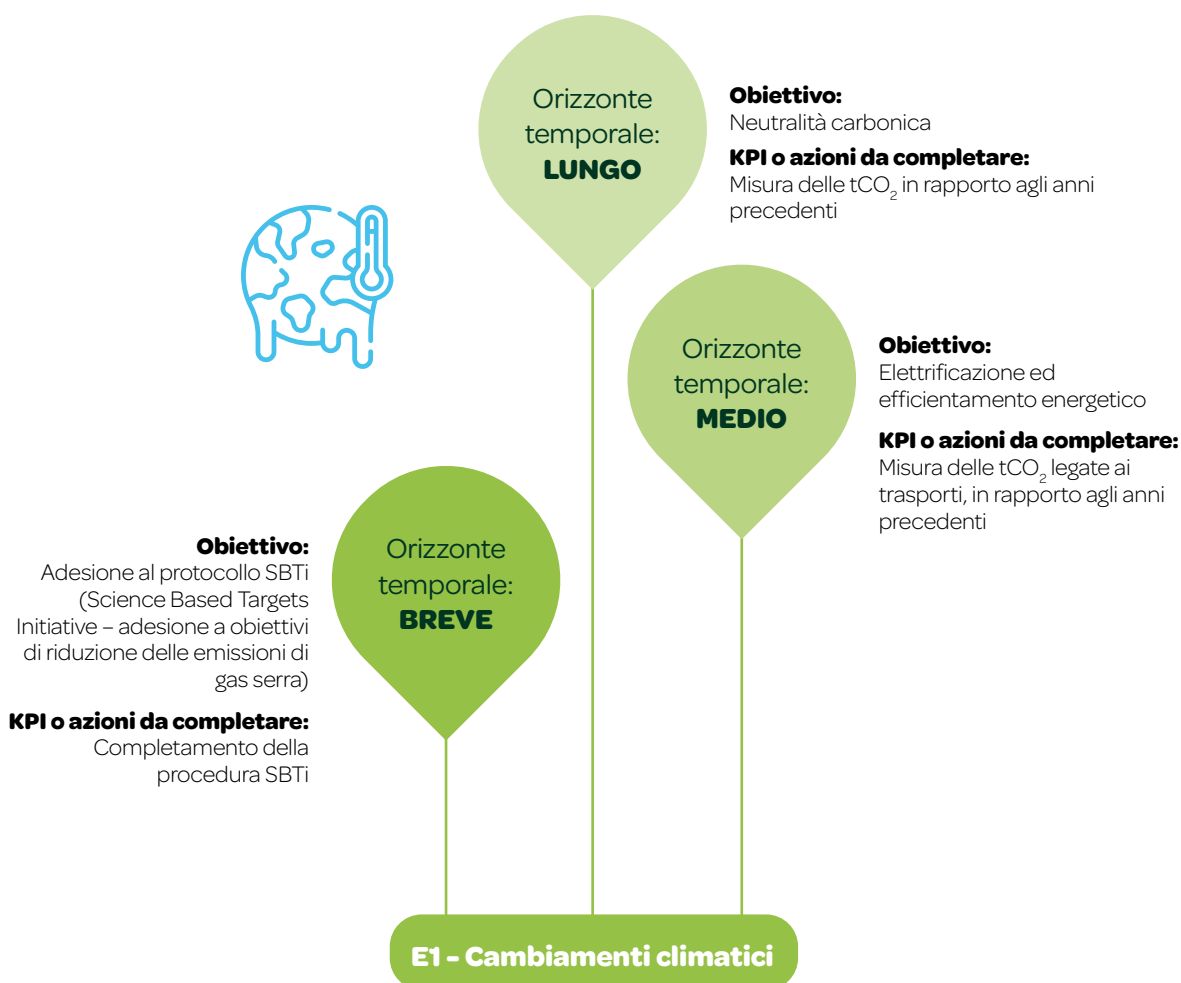 Orizzonte
temporale:
LUNGO
Obiettivo:
Neutralità carbonica
KPI o azioni da completare:
Misura delle tCO₂ in rapporto agli anni
precedenti
Orizzonte
temporale:
MEDIO
Obiettivo:
Elettrificazione ed
efficientamento energetico
KPI o azioni da completare:
Misura delle tCO₂ legate ai
trasporti, in rapporto agli anni
precedenti
Orizzonte
temporale:
BREVE
Obiettivo:
Adesione al protocollo SBTi
(Science Based Targets
Initiative – adesione a obiettivi
di riduzione delle emissioni di
gas serra)
KPI o azioni da completare:
Completamento della
procedura SBTi
E1 – Cambiamenti climatici